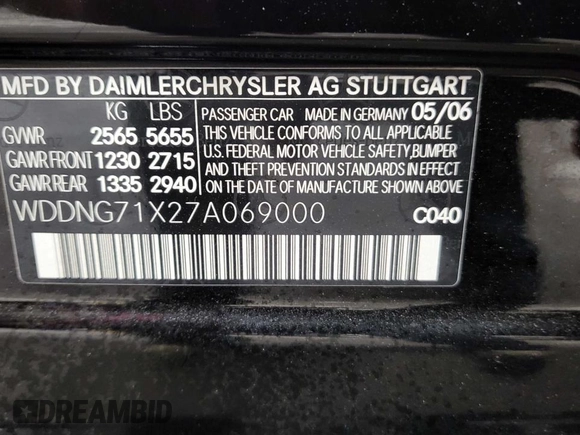 MFD BY DAIMLERCHRYSLER AG STUTTGART
KG LBS
GVWR 2565 5655
GAWR FRONT 1230 2715
GAWR REAR 1335 2940
PASSENGER CAR MADE IN GERMANY 05/06
THIS VEHICLE CONFORMS TO ALL APPLICABLE
U.S. FEDERAL MOTOR VEHICLE SAFETY, BUMPER
AND THEFT PREVENTION STANDARDS IN EFFECT
ON THE DATE OF MANUFACTURE SHOWN ABOVE
WDDNG71X27A069000
C040
DREAMBID